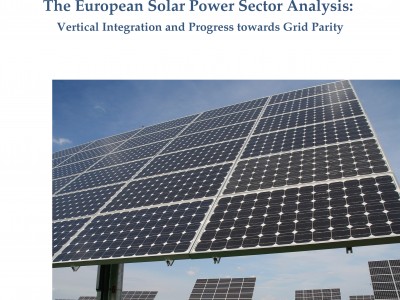 The European Solar Power Sector Analysis:
Vertical Integration and Progress towards Grid Parity